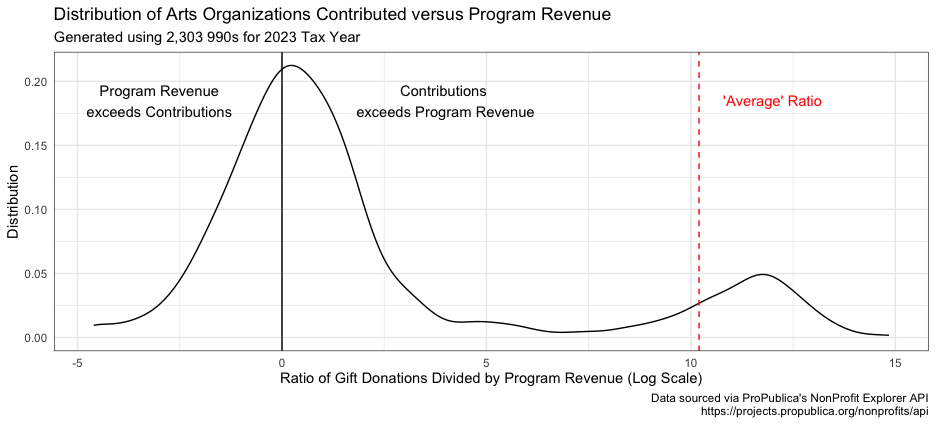 Distribution of Arts Organizations Contributed versus Program Revenue
Generated using 2,303 990s for 2023 Tax Year
Program Revenue
exceeds Contributions
Contributions
exceeds Program Revenue
'Average' Ratio
Distribution
0.20
0.15
0.10
0.05
0.00
-5
0
5
10
15
Ratio of Gift Donations Divided by Program Revenue (Log Scale)
Data sourced via ProPublica's NonProfit Explorer API
https://projects.propublica.org/nonprofits/api